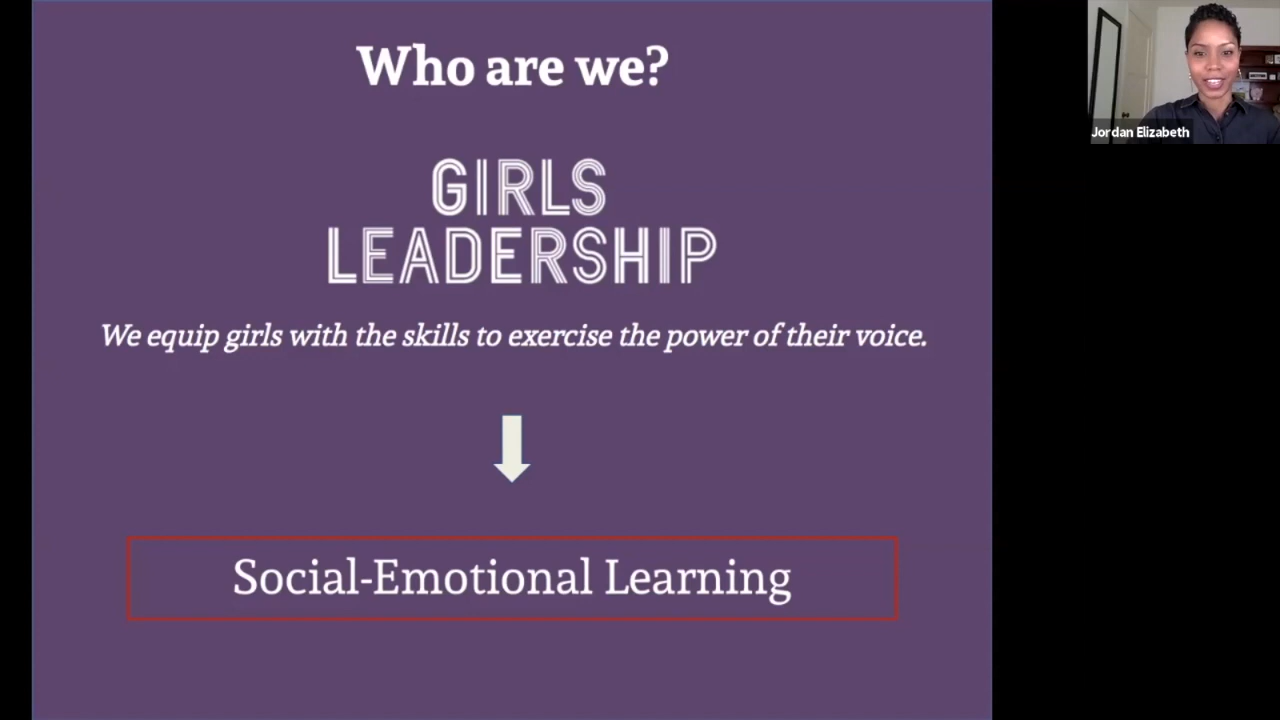 Who are we?
GIRLS
LEADERSHIP
We equip girls with the skills to exercise the power of their voice.
Social-Emotional Learning
Jordan Elizabeth